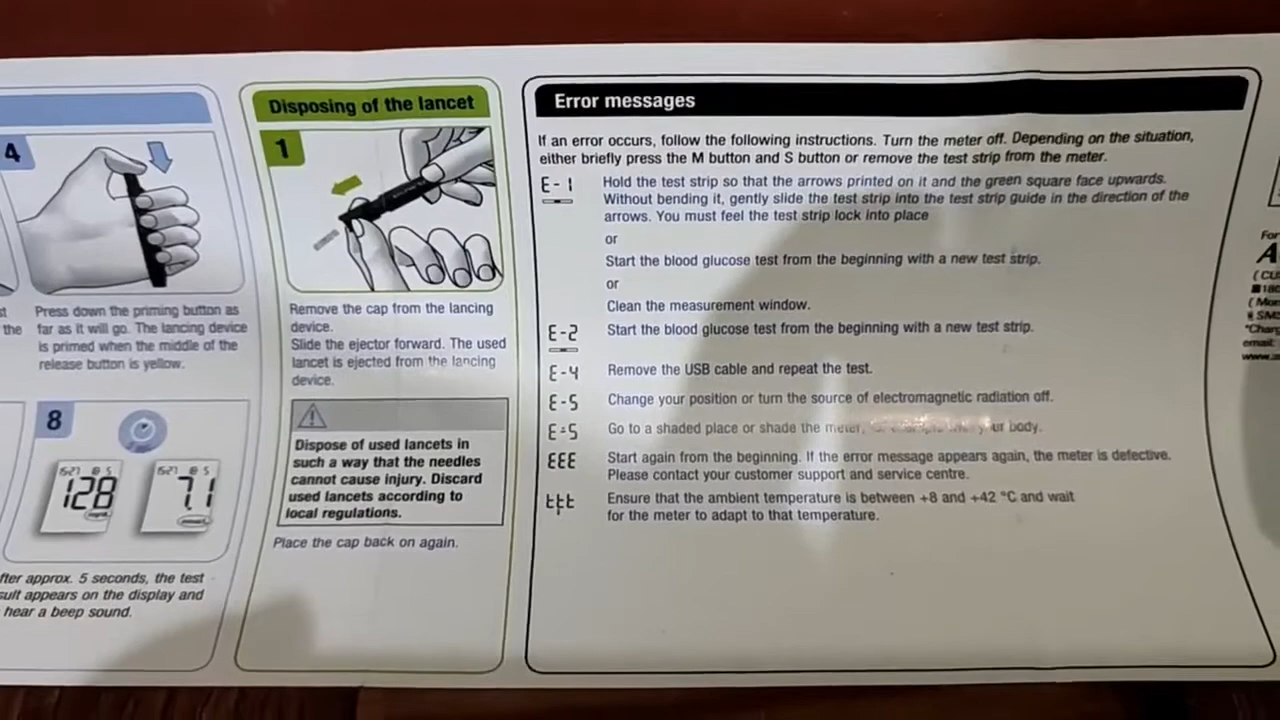 4
Press down the priming button as
far as it will go. The lancing device
is primed when the middle of the
release button is yellow.
st
the
8
128
7.1
fter approx. 5 seconds, the test
sult appears on the display and
hear a beep sound.
Disposing of the lancet
1
Remove the cap from the lancing
device.
Slide the ejector forward. The used
lancet is ejected from the lancing
device.
Dispose of used lancets in
such a way that the needles
cannot cause injury. Discard
used lancets according to
local regulations.
Place the cap back on again.
Error messages
If an error occurs, follow the following instructions. Turn the meter off. Depending on the situation,
either briefly press the M button and S button or remove the test strip from the meter.
E-1 Hold the test strip so that the arrows printed on it and the green square face upwards.
Without bending it, gently slide the test strip into the test strip guide in the direction of the
arrows. You must feel the test strip lock into place
or
Start the blood glucose test from the beginning with a new test strip.
or
Clean the measurement window.
E-2 Start the blood glucose test from the beginning with a new test strip.
E-4 Remove the USB cable and repeat the test.
E-5 Change your position or turn the source of electromagnetic radiation off.
E-5 Go to a shaded place or shade the meter, your body.
EEE Start again from the beginning. If the error message appears again, the meter is defective.
Please contact your customer support and service centre.
ttt Ensure that the ambient temperature is between +8 and +42 °C and wait
for the meter to adapt to that temperature.
For
A
email: